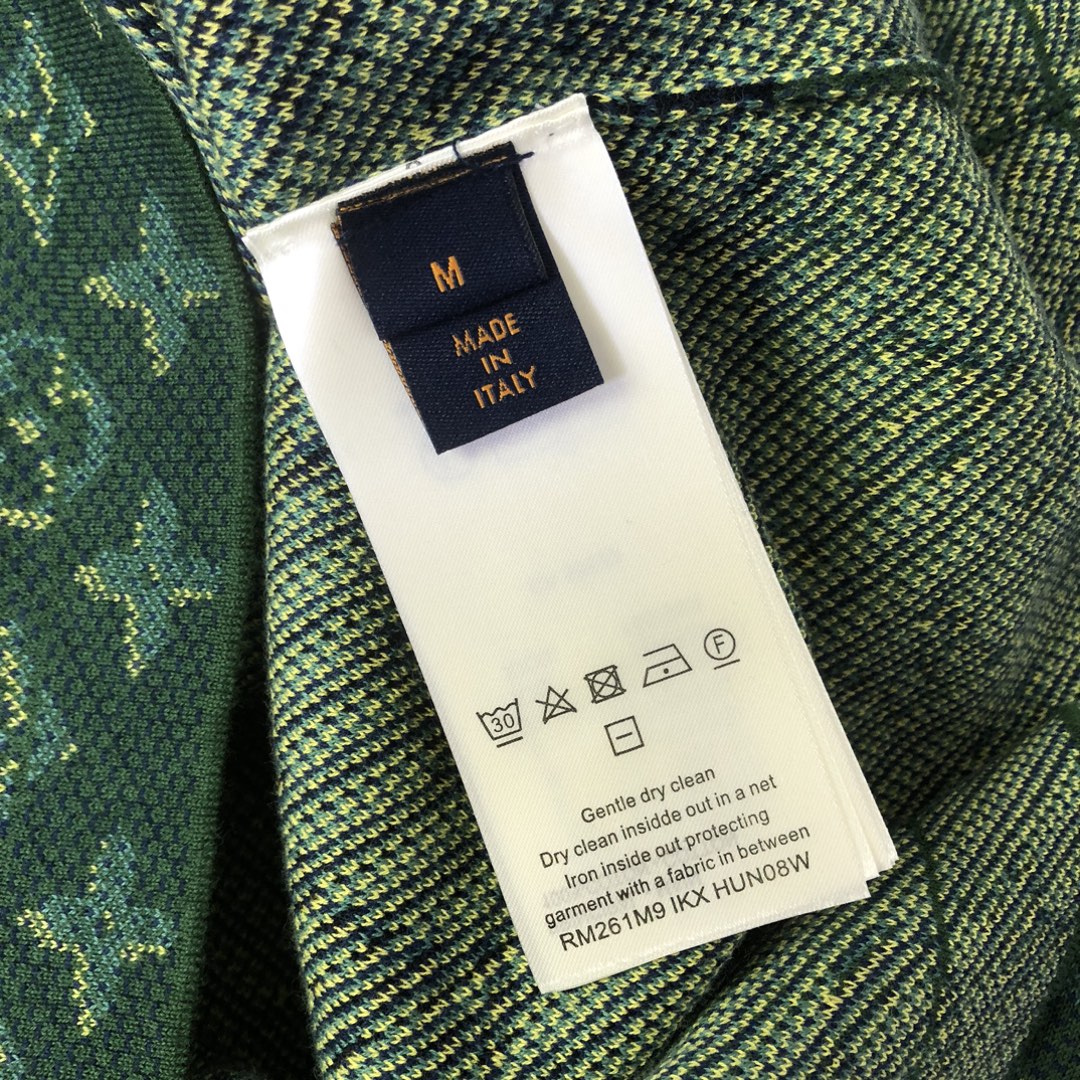 M
MADE
IN
ITALY
30
F
Gentle dry clean
Dry clean insidde out in a net
Iron inside out protecting
garment with a fabric in between
RM261M9 IKX HUN08W